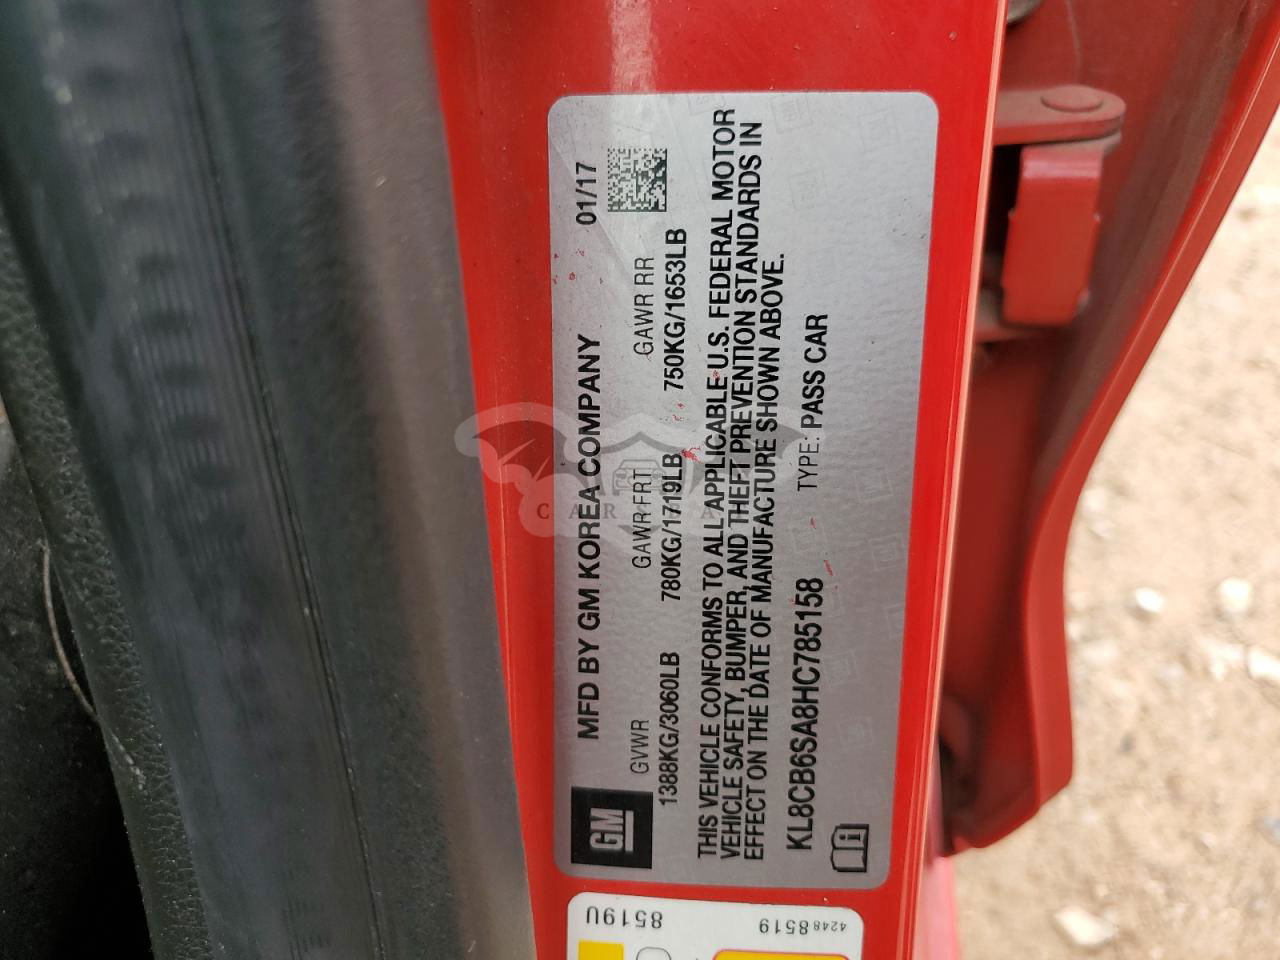 MFD BY GM KOREA COMPANY 01/17
GM
GVWR GAWR FRT GAWR RR
1388KG/3060LB 780KG/1719LB 750KG/1653LB
THIS VEHICLE CONFORMS TO ALL APPLICABLE U.S. FEDERAL MOTOR
VEHICLE SAFETY, BUMPER, AND THEFT PREVENTION STANDARDS IN
EFFECT ON THE DATE OF MANUFACTURE SHOWN ABOVE.
KL8CB6SA8HC785158 TYPE: PASS CAR
8519U
42488519